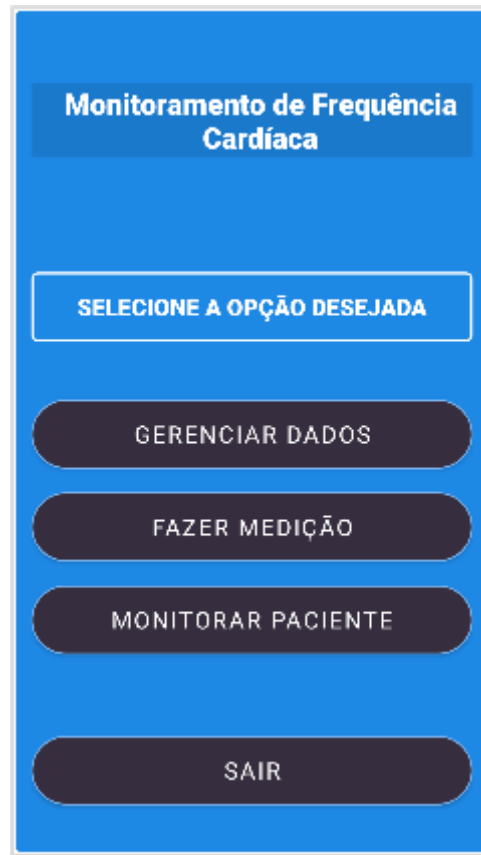 Monitoramento de Frequência
Cardíaca
SELECIONE A OPÇÃO DESEJADA
GERENCIAR DADOS
FAZER MEDIÇÃO
MONITORAR PACIENTE
SAIR